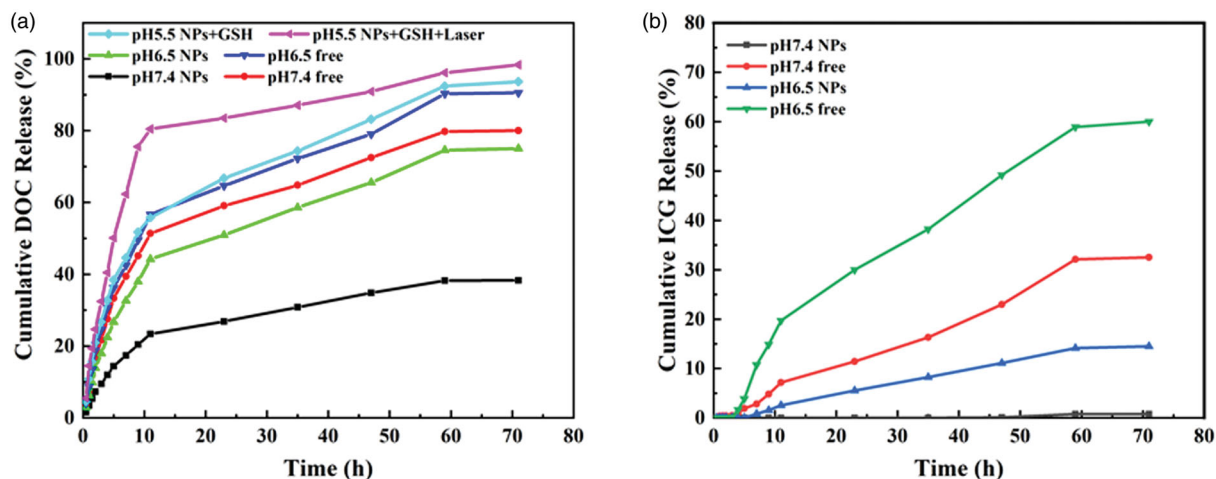 (a)
pH5.5 NPs+GSH pH5.5 NPs+GSH+Laser
pH6.5 NPs pH6.5 free
pH7.4 NPs pH7.4 free
Cumulative DOC Release (%)
100
80
60
40
20
0
0 10 20 30 40 50 60 70 80
Time (h)
(b)
pH7.4 NPs
pH7.4 free
pH6.5 NPs
pH6.5 free
Cumulative ICG Release (%)
80
70
60
50
40
30
20
10
0
0 10 20 30 40 50 60 70 80
Time (h)